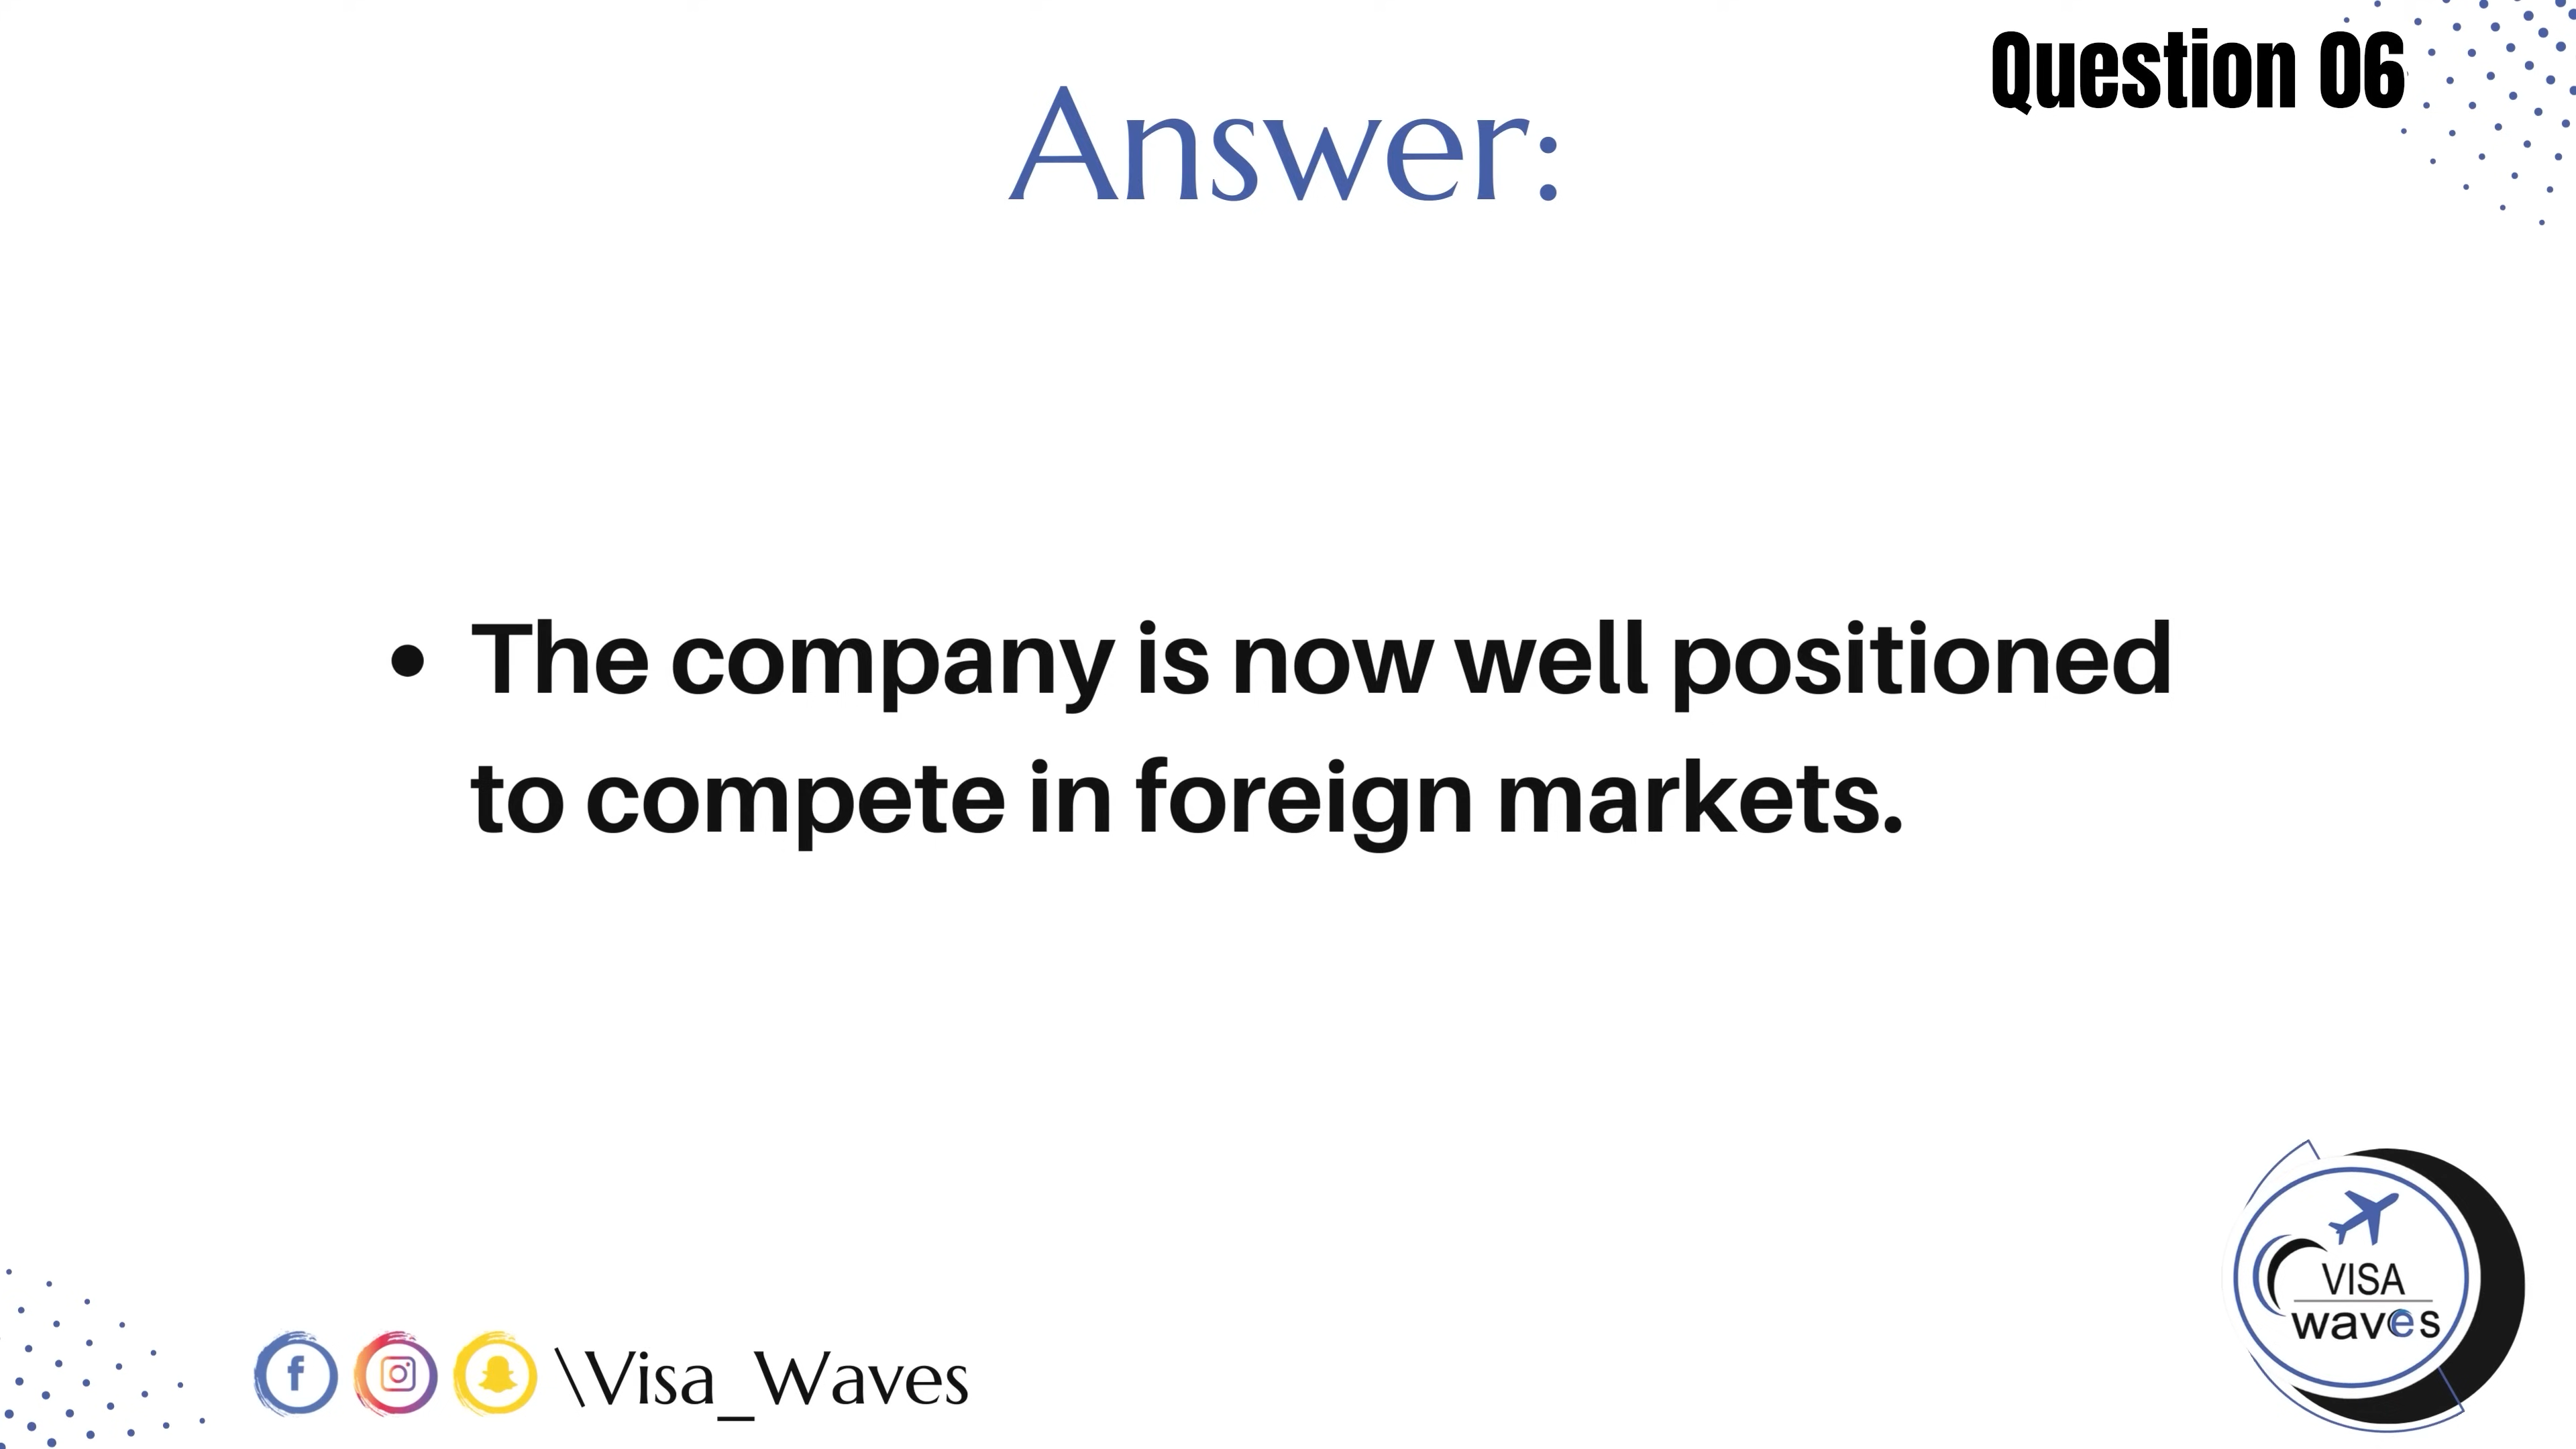 Question 06
Answer:
• The company is now well positioned
to compete in foreign markets.
\Visa_Waves
VISA
waves